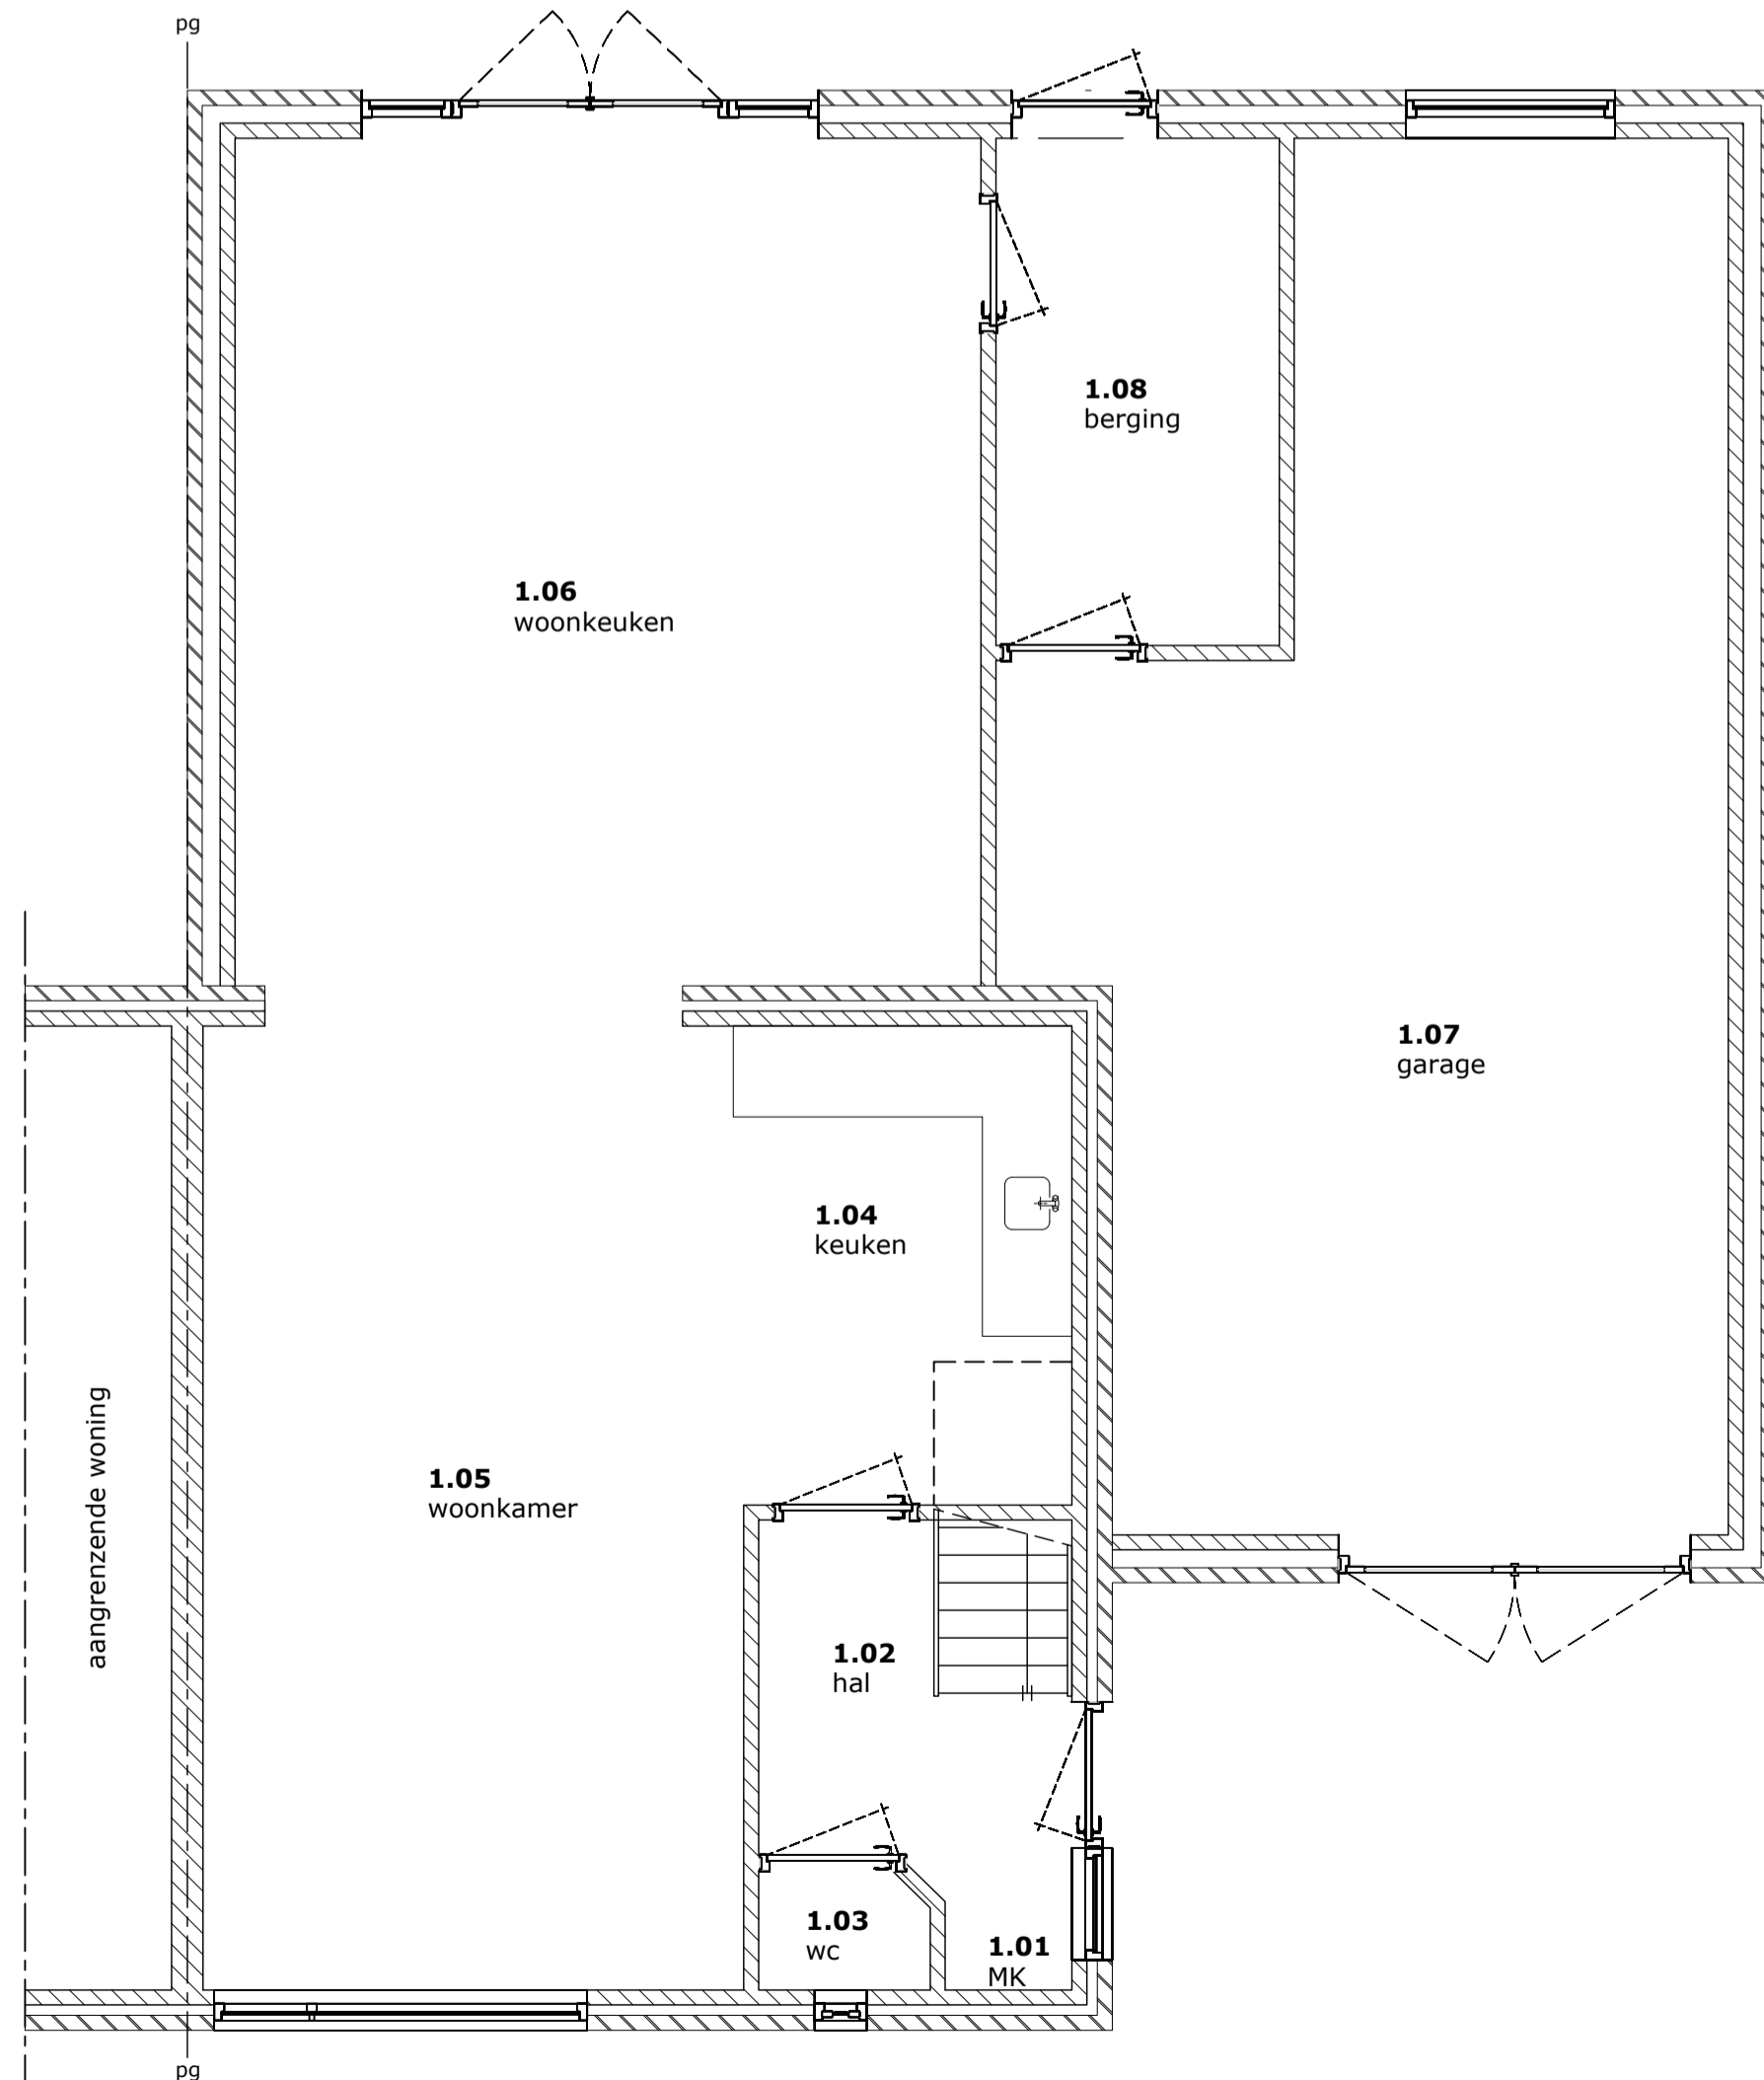 pg
1.08
berging
1.06
woonkeuken
1.07
garage
1.04
keuken
aangrenzende woning
1.05
woonkamer
1.02
hal
1.03
wc
1.01
MK
pg